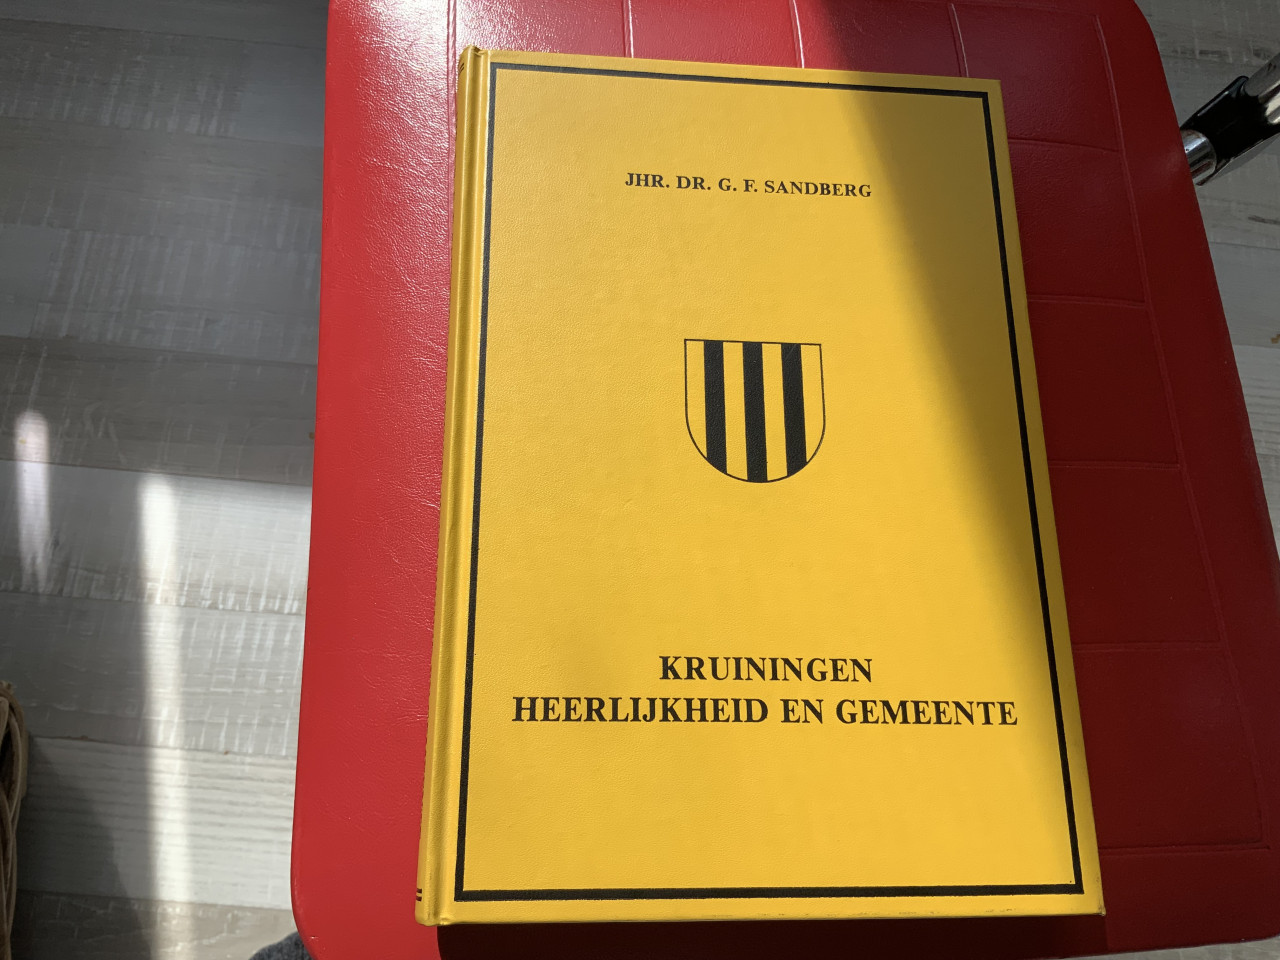 JHR. DR. G. F. SANDBERG
KRUININGEN
HEERLIJKHEID EN GEMEENTE